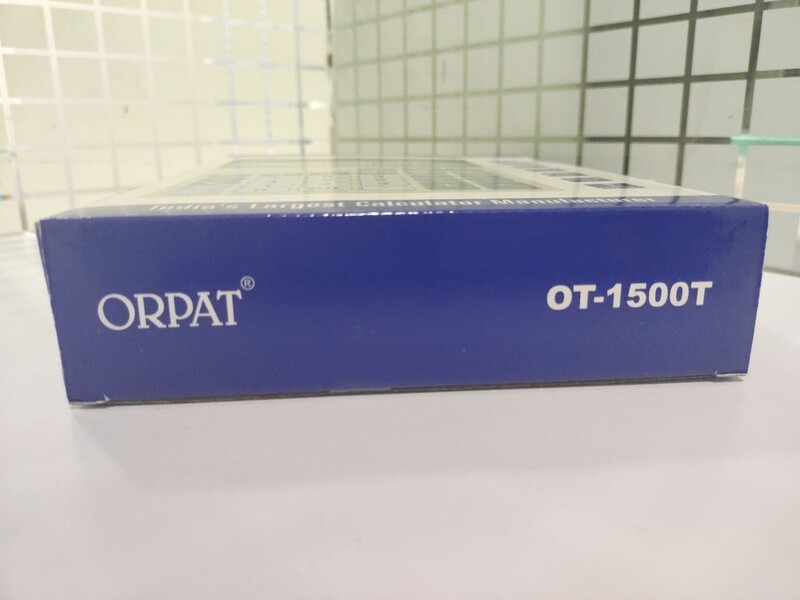 India's Largest Calculator Manufacturer
ORPAT®
OT-1500T